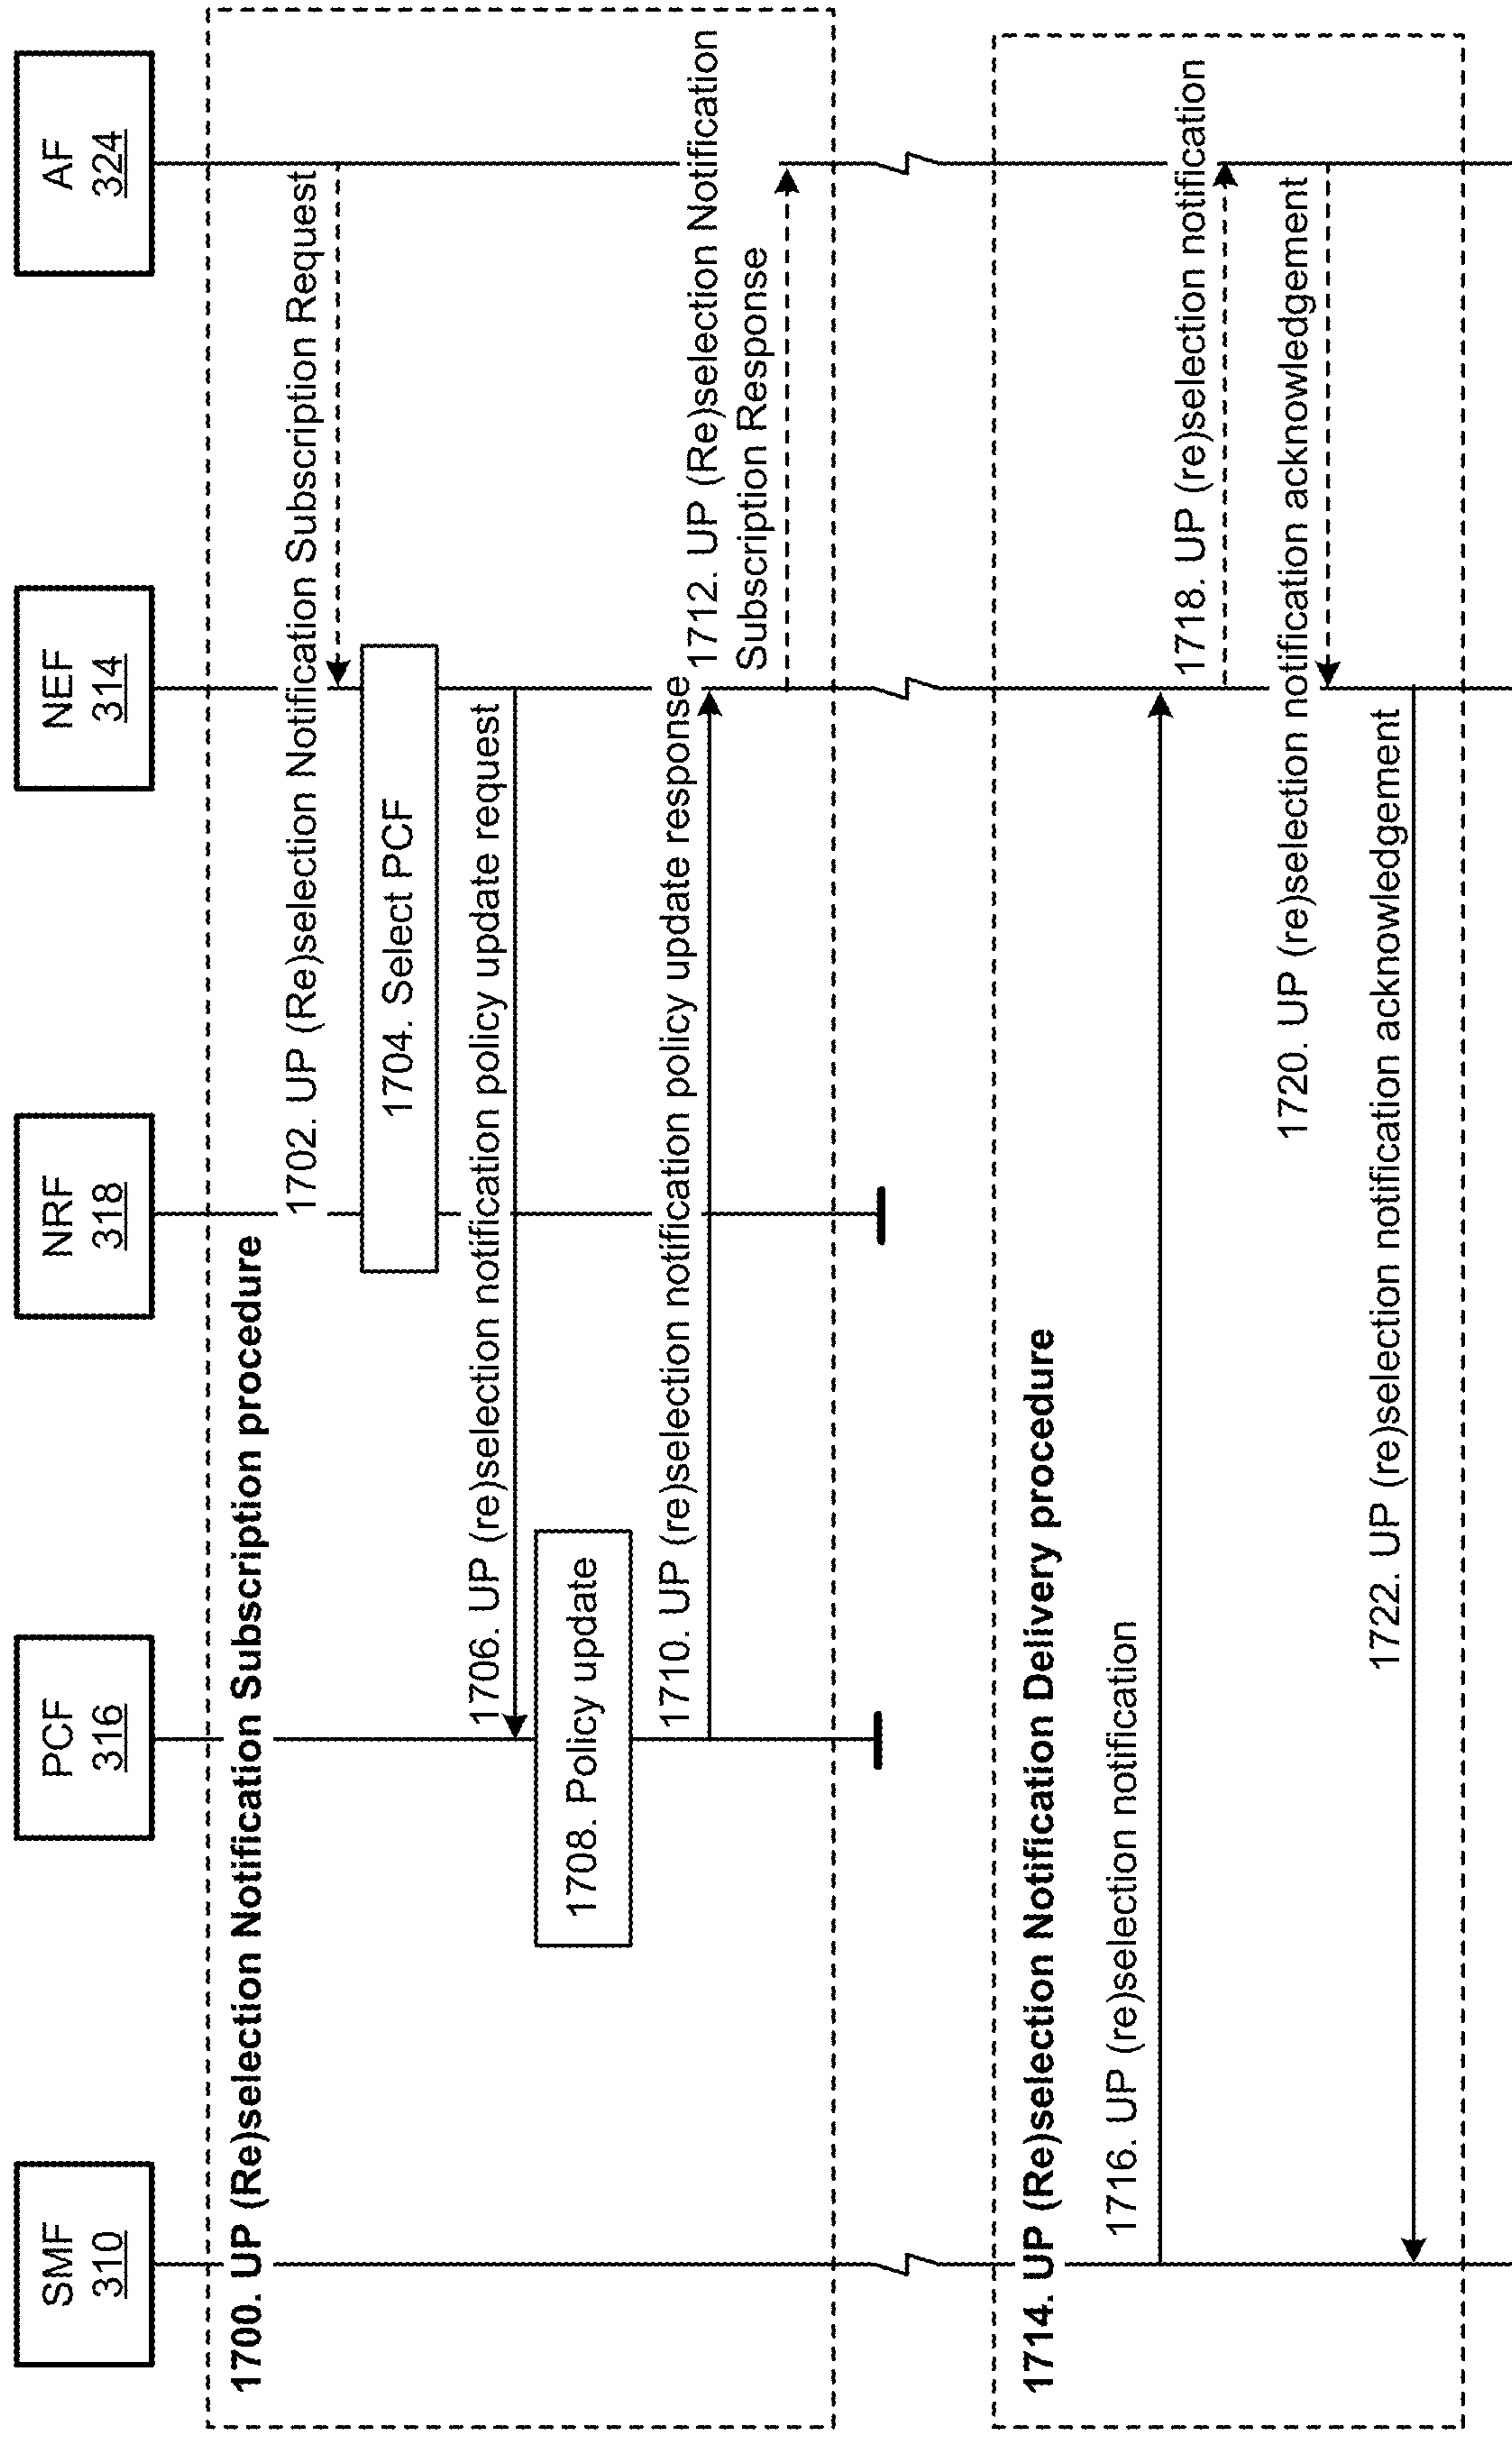 SMF
310
PCF
316
NRF
318
NEF
314
AF
324
1700. UP (Re)selection Notification Subscription procedure
1702. UP (Re)selection Notification Subscription Request
1704. Select PCF
1706. UP (re)selection notification policy update request
1708. Policy update
1710. UP (re)selection notification policy update response
1712. UP (Re)selection Notification
Subscription Response
1714. UP (Re)selection Notification Delivery procedure
1716. UP (re)selection notification
1718. UP (re)selection notification
1720. UP (re)selection notification acknowledgement
1722. UP (re)selection notification acknowledgement